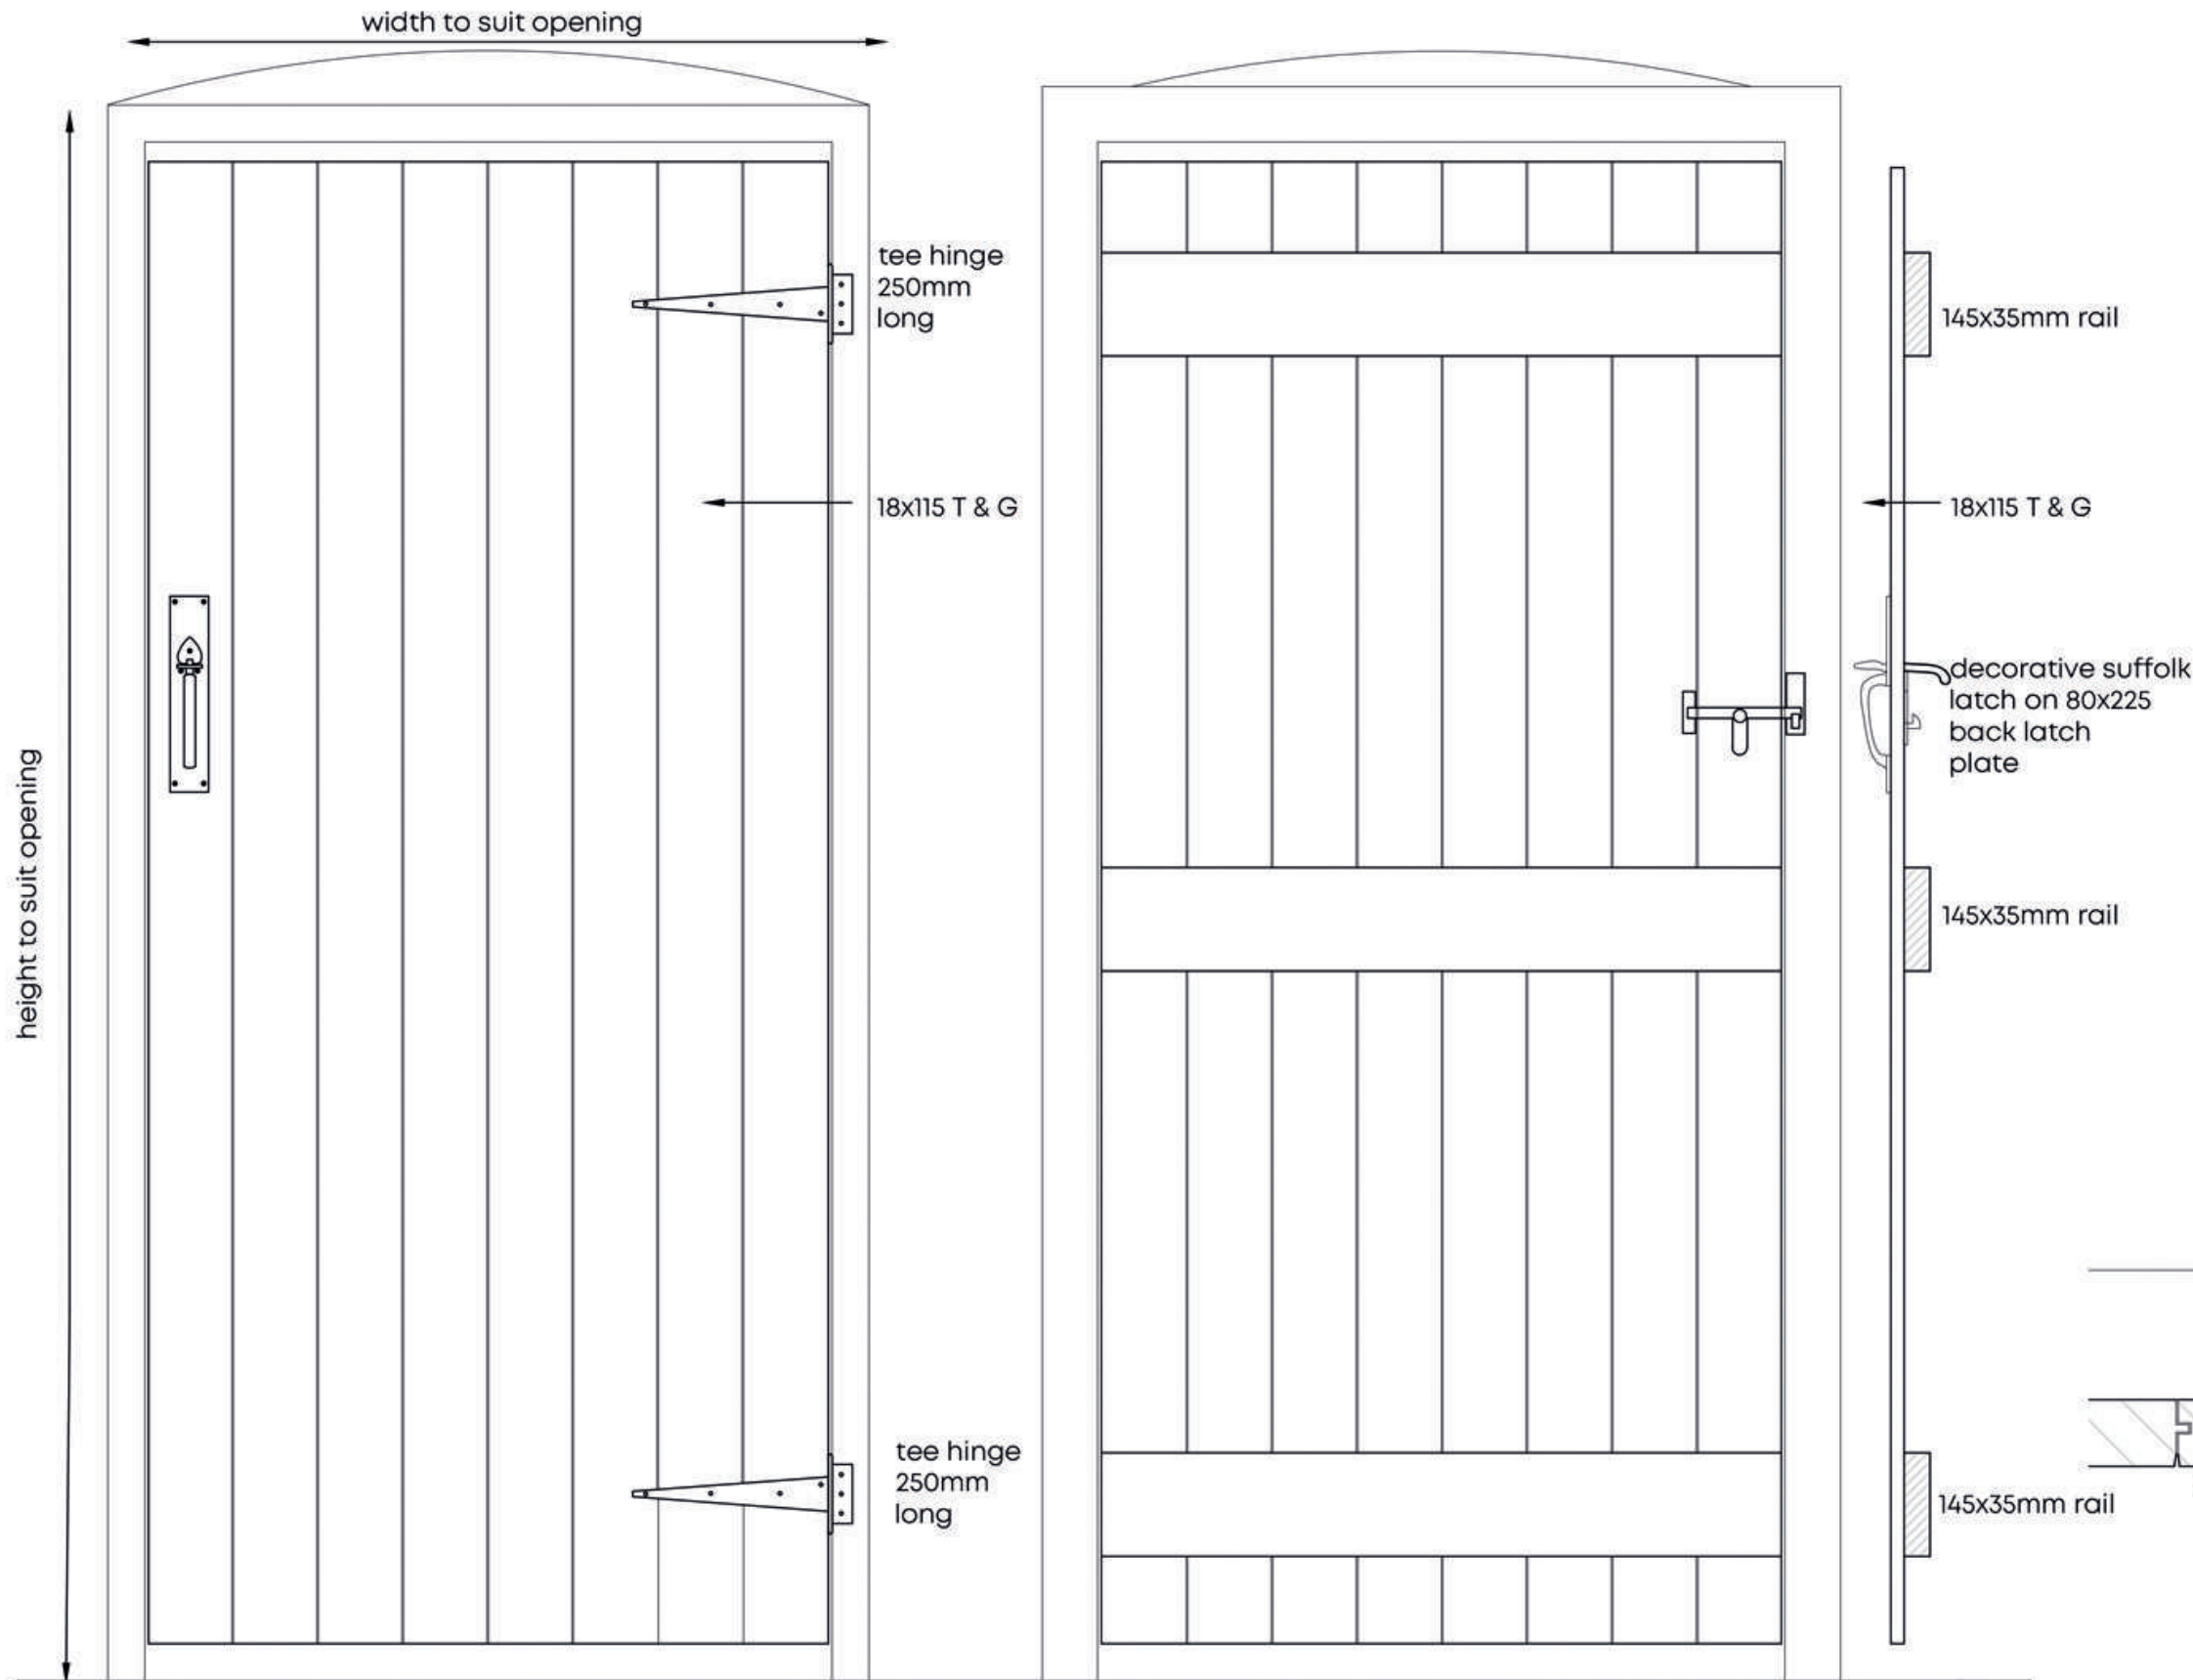 width to suit opening
height to suit opening
tee hinge
250mm
long
18x115 T & G
tee hinge
250mm
long
145x35mm rail
18x115 T & G
decorative suffolk
latch on 80x225
back latch
plate
145x35mm rail
145x35mm rail